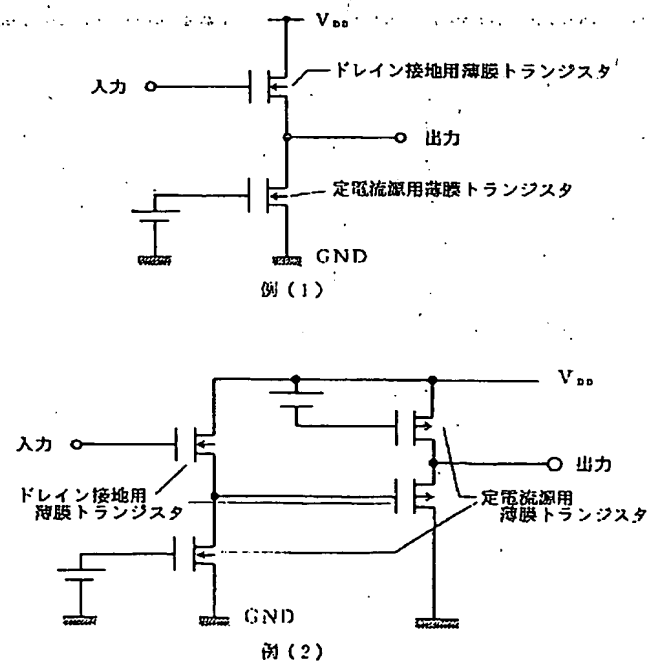 V_DD
ドレイン接地用薄膜トランジスタ
入力
出力
定電流源用薄膜トランジスタ
GND
例(1)
V_DD
入力
出力
ドレイン接地用
薄膜トランジスタ
定電流源用
薄膜トランジスタ
GND
例(2)